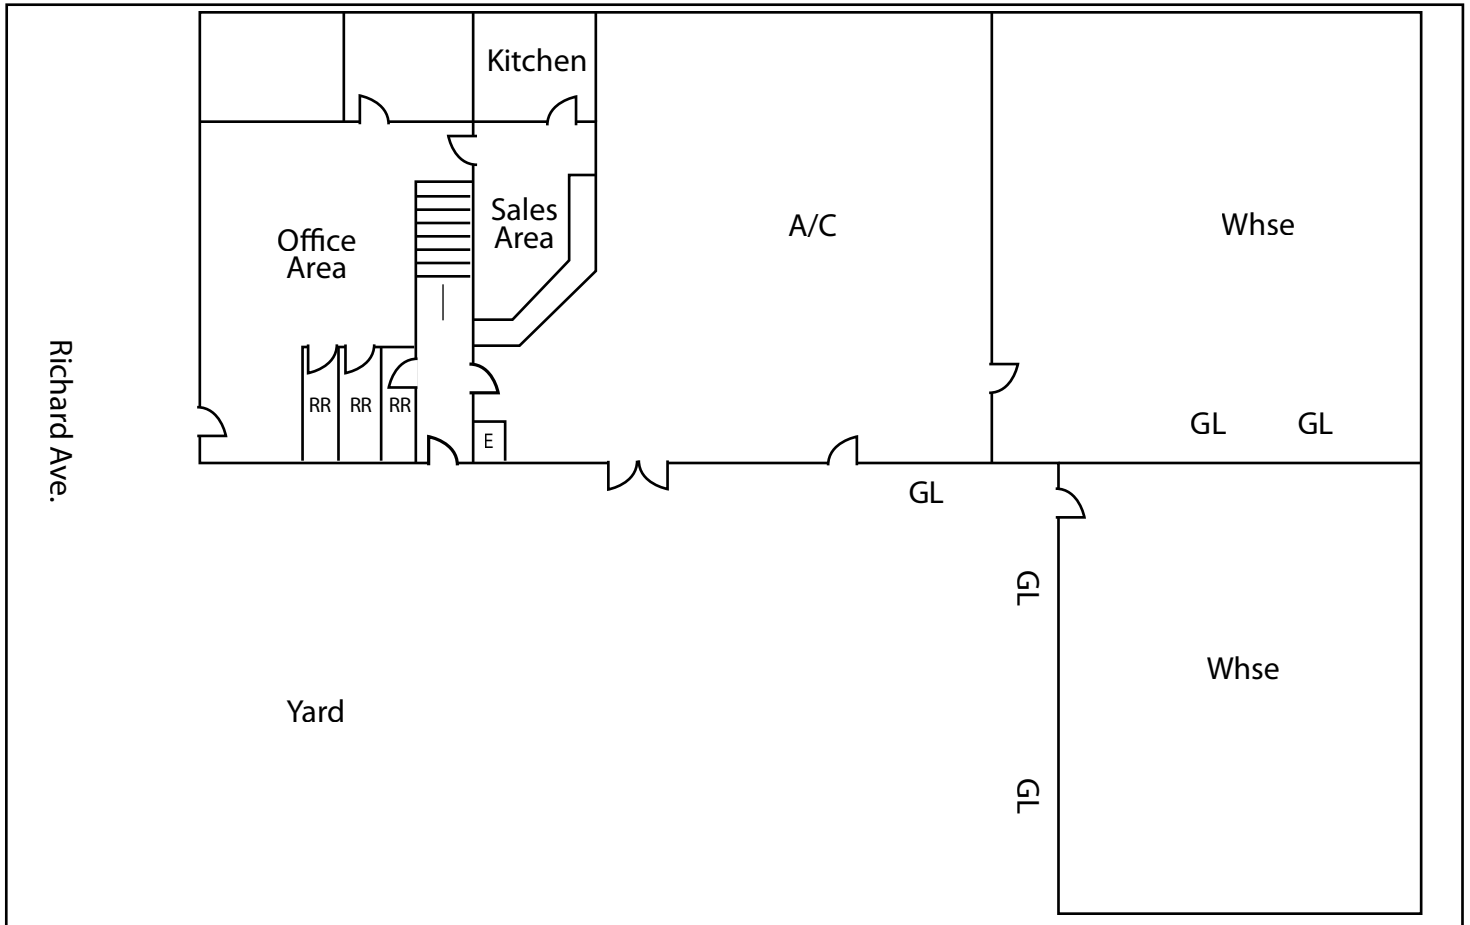 Kitchen
Sales
Area
Office
Area
A/C
Whse
Richard Ave.
RR
RR
RR
E
GL
GL
GL
GL
Whse
Yard
GL